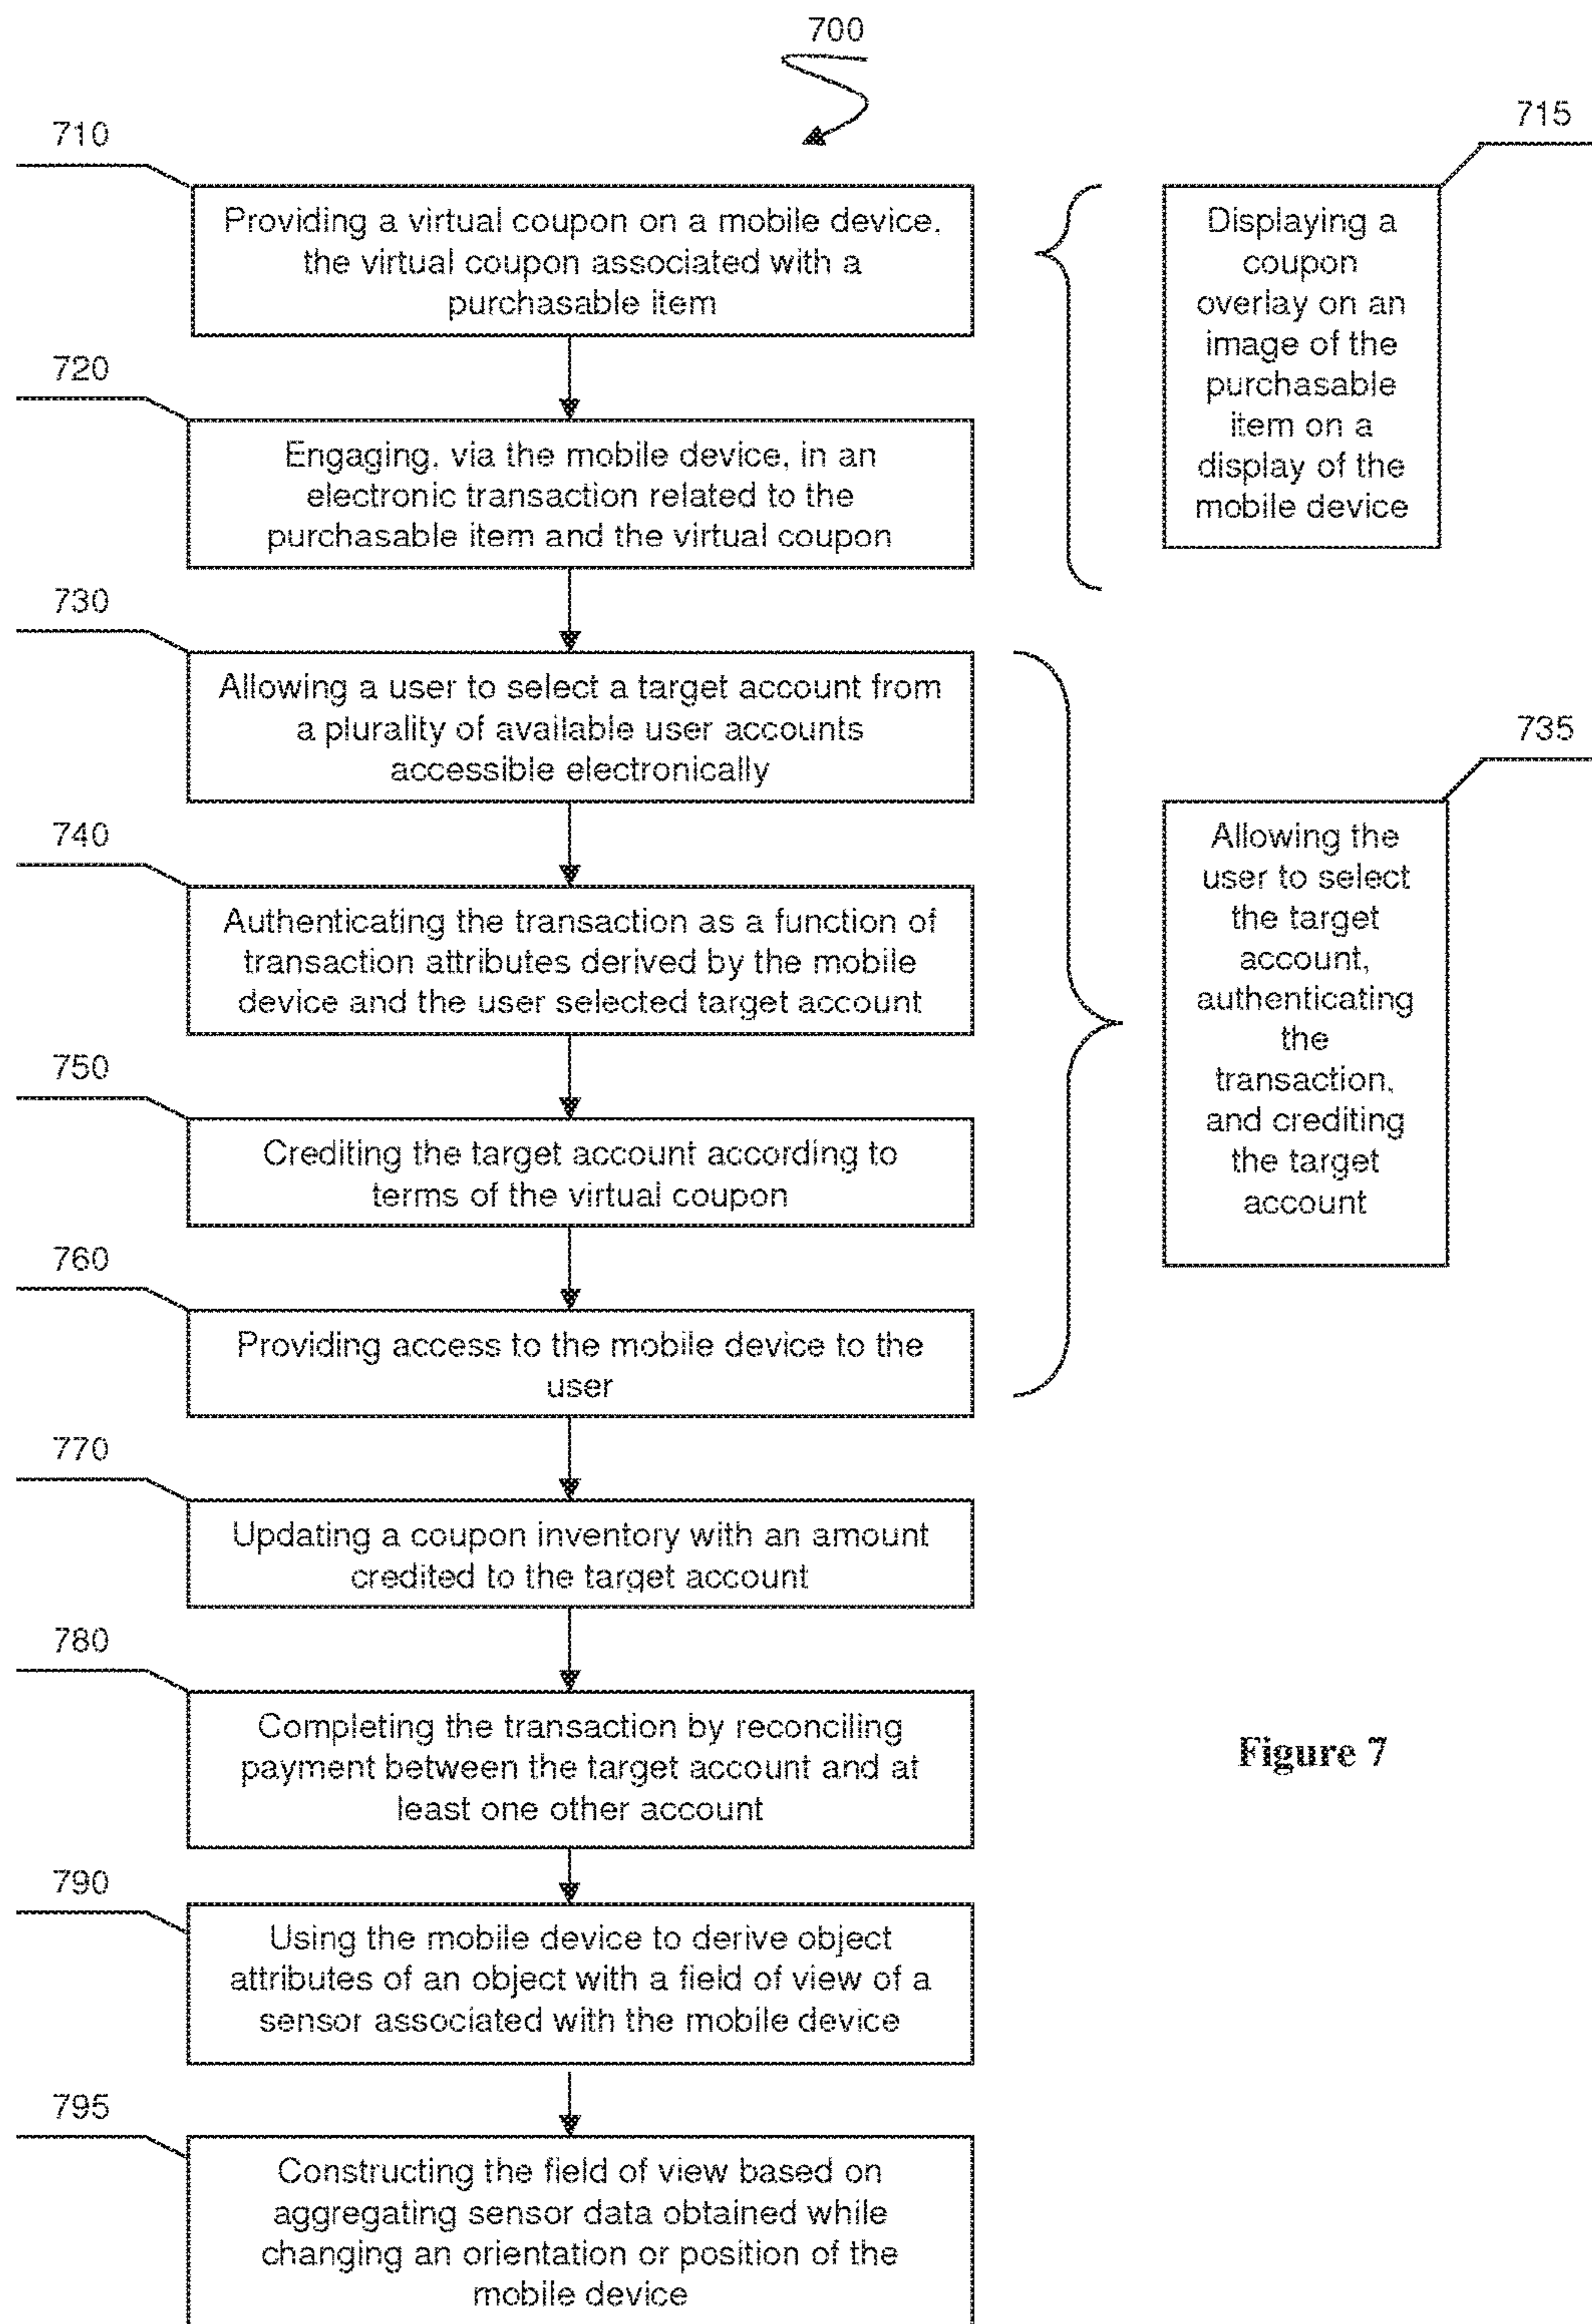 700
710
Providing a virtual coupon on a mobile device,
the virtual coupon associated with a
purchasable item
715
Displaying a
coupon
overlay on an
image of the
purchasable
item on a
display of the
mobile device
720
Engaging, via the mobile device, in an
electronic transaction related to the
purchasable item and the virtual coupon
730
Allowing a user to select a target account from
a plurality of available user accounts
accessible electronically
735
Allowing the
user to select
the target
account,
authenticating
the
transaction,
and crediting
the target
account
740
Authenticating the transaction as a function of
transaction attributes derived by the mobile
device and the user selected target account
750
Crediting the target account according to
terms of the virtual coupon
760
Providing access to the mobile device to the
user
770
Updating a coupon inventory with an amount
credited to the target account
780
Completing the transaction by reconciling
payment between the target account and at
least one other account
Figure 7
790
Using the mobile device to derive object
attributes of an object with a field of view of a
sensor associated with the mobile device
795
Constructing the field of view based on
aggregating sensor data obtained while
changing an orientation or position of the
mobile device